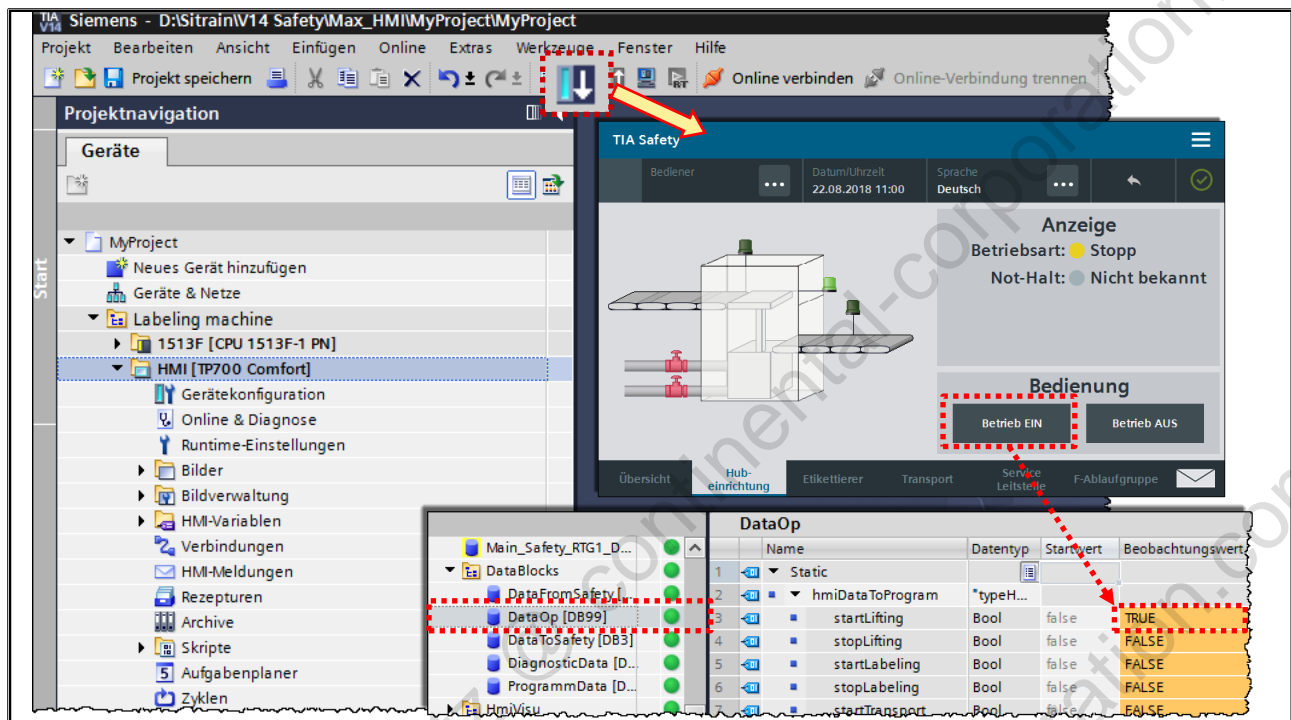 TIA V14 Siemens - D:\Sitrain\V14 Safety\Max_HMI\MyProject\MyProject
Projekt Bearbeiten Ansicht Einfügen Online Extras Werkzeuge Fenster Hilfe
Projekt speichern Online verbinden Online-Verbindung trennen
Projektnavigation
Geräte
Start
MyProject
Neues Gerät hinzufügen
Geräte & Netze
Labeling machine
1513F [CPU 1513F-1 PN]
HMI [TP700 Comfort]
Gerätekonfiguration
Online & Diagnose
Runtime-Einstellungen
Bilder
Bildverwaltung
HMI-Variablen
Verbindungen
HMI-Meldungen
Rezepturen
Archive
Skripte
Aufgabenplaner
Zyklen
TIA Safety
Bediener
Datum/Uhrzeit
22.08.2018 11:00
Sprache
Deutsch
Anzeige
Betriebsart: Stopp
Not-Halt: Nicht bekannt
Bedienung
Betrieb EIN Betrieb AUS
Übersicht
Hub-
einrichtung
Etikettierer
Transport
Service
Leitstelle
F-Ablaufgruppe
Main_Safety_RTG1_D...
DataBlocks
DataFromSafety [...
DataOp [DB99]
DataToSafety [DB3]
DiagnosticData [D...
ProgrammData [D...
HmiVisu
DataOp
Name Datentyp Startwert Beobachtungswert
1 Static
2 hmiDataToProgram "typeH...
3 startLifting Bool false TRUE
4 stopLifting Bool false FALSE
5 startLabeling Bool false FALSE
6 stopLabeling Bool false FALSE
7 startTransport Bool false FALSE